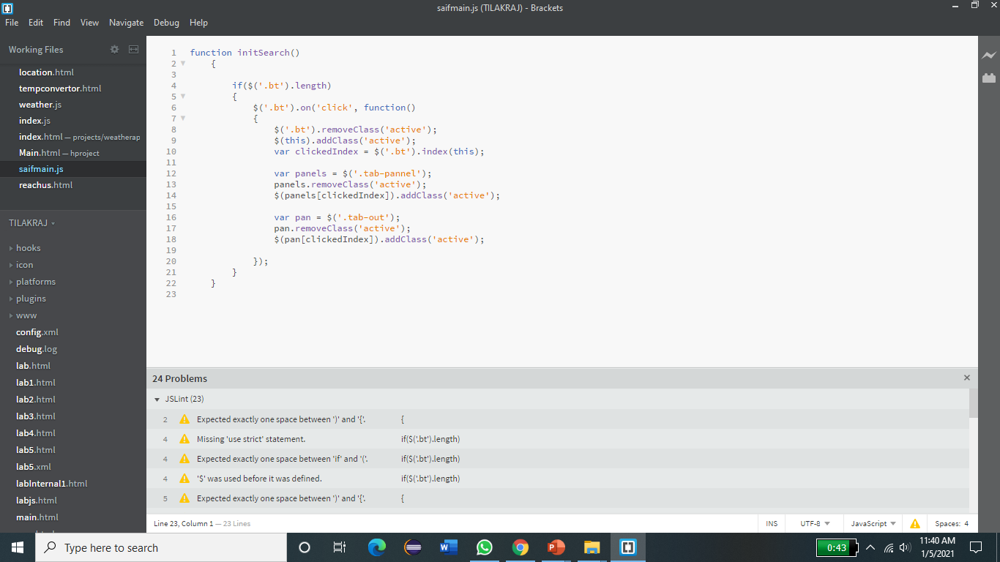 saifmain.js (TILAKRAJ) - Brackets
File Edit Find View Navigate Debug Help
Working Files
location.html
tempconvertor.html
weather.js
index.js
index.html — projects/weatherap
Main.html — hproject
saifmain.js
reachus.html
TILAKRAJ
hooks
icon
platforms
plugins
www
config.xml
debug.log
lab.html
lab1.html
lab2.html
lab3.html
lab4.html
lab5.html
lab5.xml
labInternal1.html
labjs.html
main.html
1 function initSearch()
2 {
3
4 if($('.bt').length)
5 {
6 $('.bt').on('click', function()
7 {
8 $('.bt').removeClass('active');
9 $(this).addClass('active');
10 var clickedIndex = $('.bt').index(this);
11
12 var panels = $('.tab-pannel');
13 panels.removeClass('active');
14 $(panels[clickedIndex]).addClass('active');
15
16 var pan = $('.tab-out');
17 pan.removeClass('active');
18 $(pan[clickedIndex]).addClass('active');
19
20 });
21 }
22 }
23
24 Problems
JSLint (23)
2 Expected exactly one space between ')' and '{'. {
4 Missing 'use strict' statement. if($('.bt').length)
4 Expected exactly one space between 'if' and '('. if($('.bt').length)
4 '$' was used before it was defined. if($('.bt').length)
5 Expected exactly one space between ')' and '{'. {
Line 23, Column 1 — 23 Lines INS UTF-8 JavaScript Spaces: 4
Type here to search
0:43
11:40 AM
1/5/2021